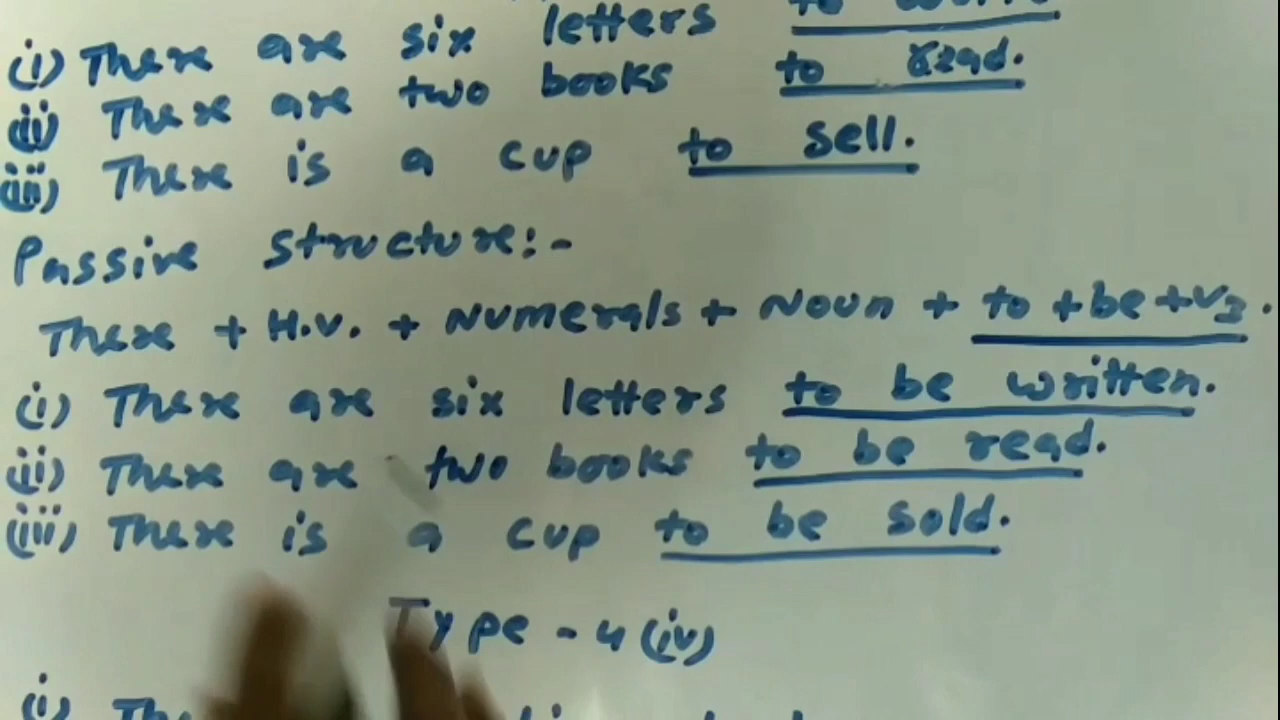 (i) There are six letters to write
(ii) There are two books to read.
(iii) There is a cup to sell.
Passive structure:-
There + H.V. + Numerals + Noun + to + be + V3.
(i) There are six letters to be written.
(ii) There are two books to be read.
(iii) There is a cup to be sold.
Type - 4 (iv)
(i)